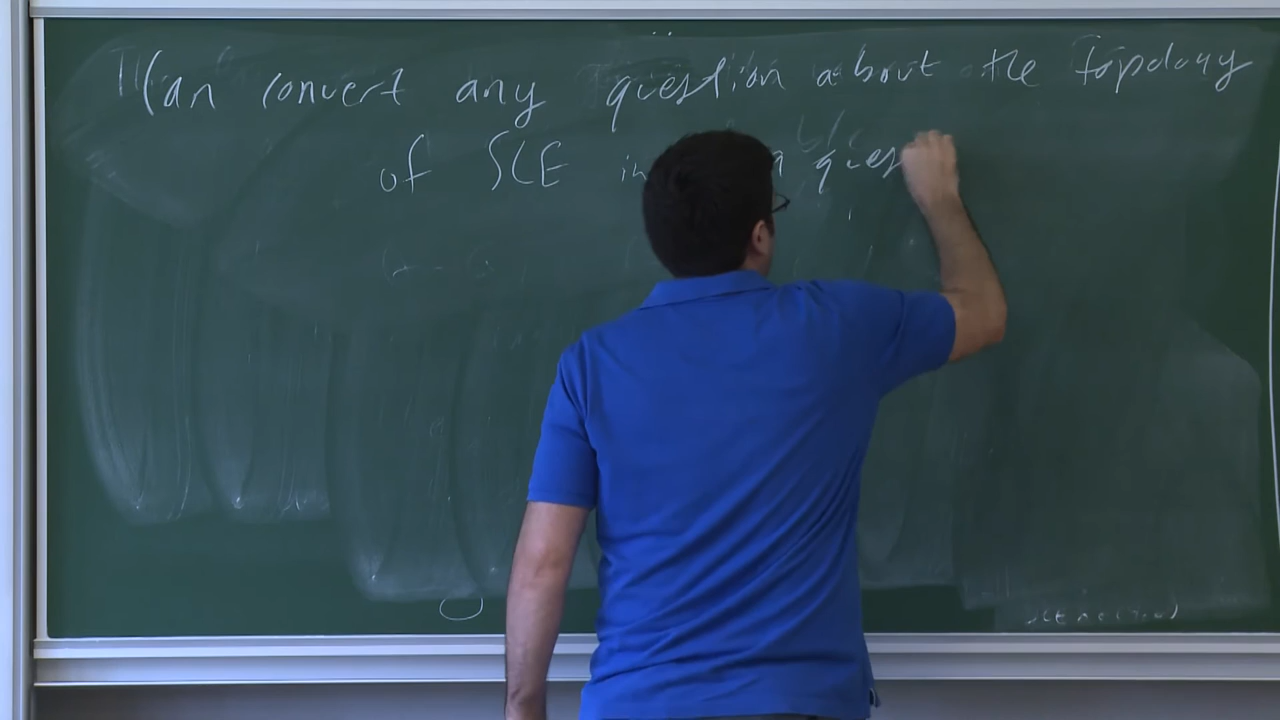 Can convert any question about the topology
of SLE in a ques